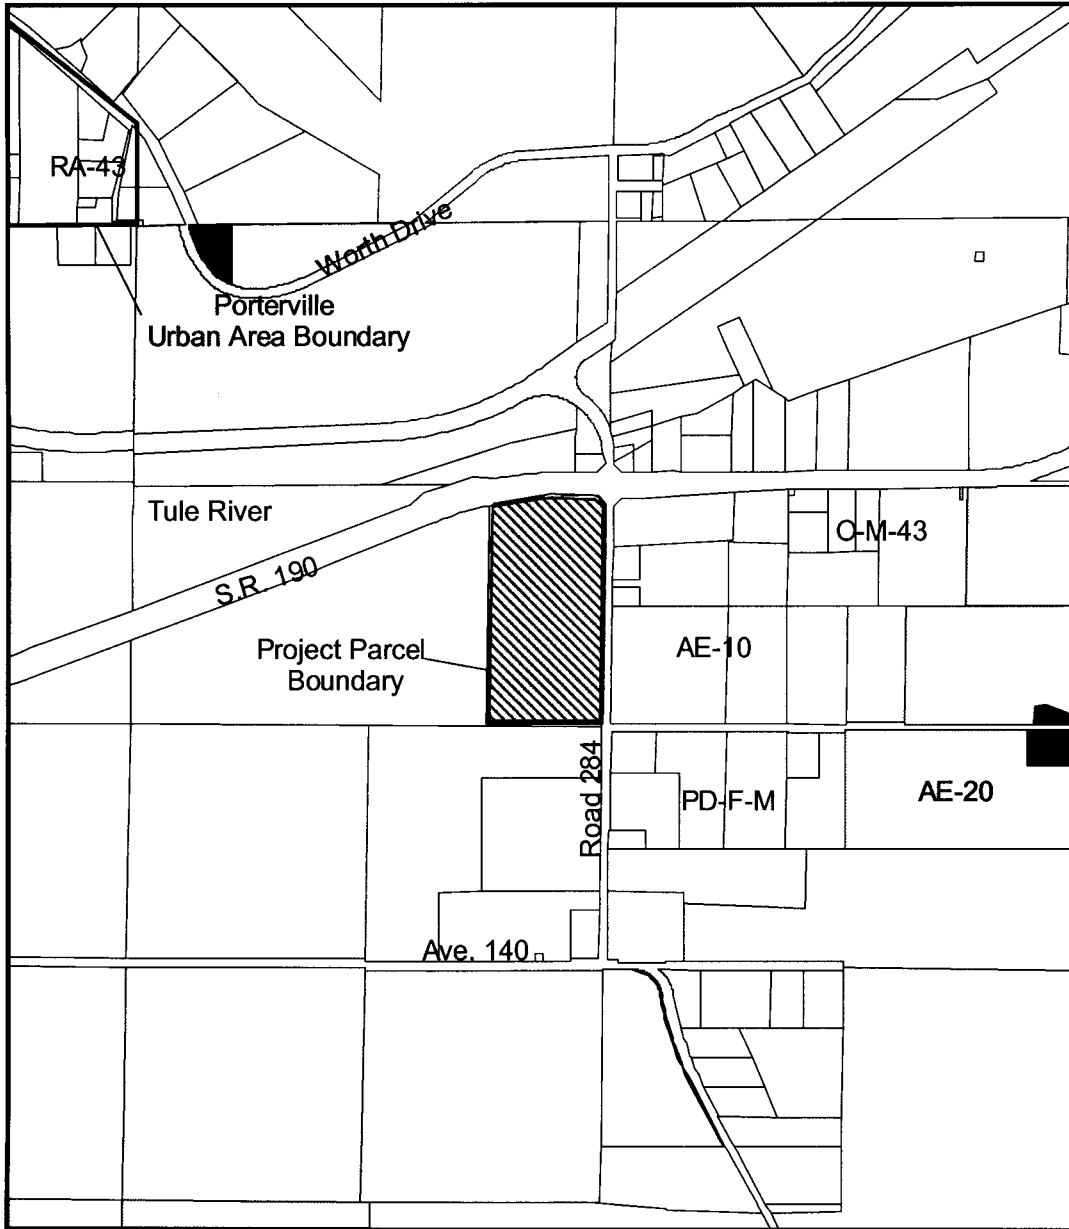 RA-43
Worth Drive
Porterville
Urban Area Boundary
Tule River
O-M-43
S.R. 190
Project Parcel
Boundary
AE-10
Road 284
PD-F-M
AE-20
Ave. 140